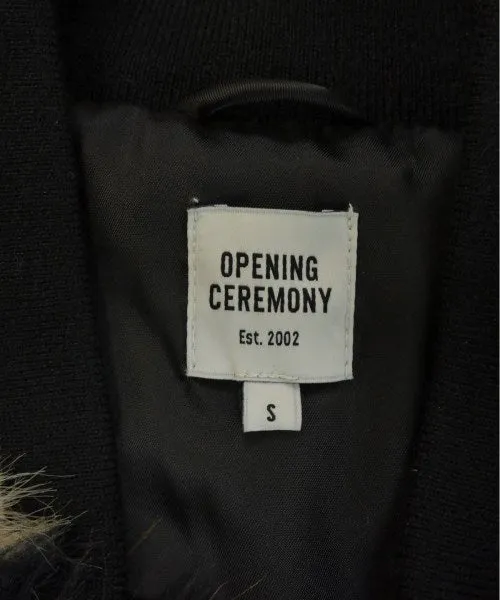 OPENING
CEREMONY
Est. 2002
S